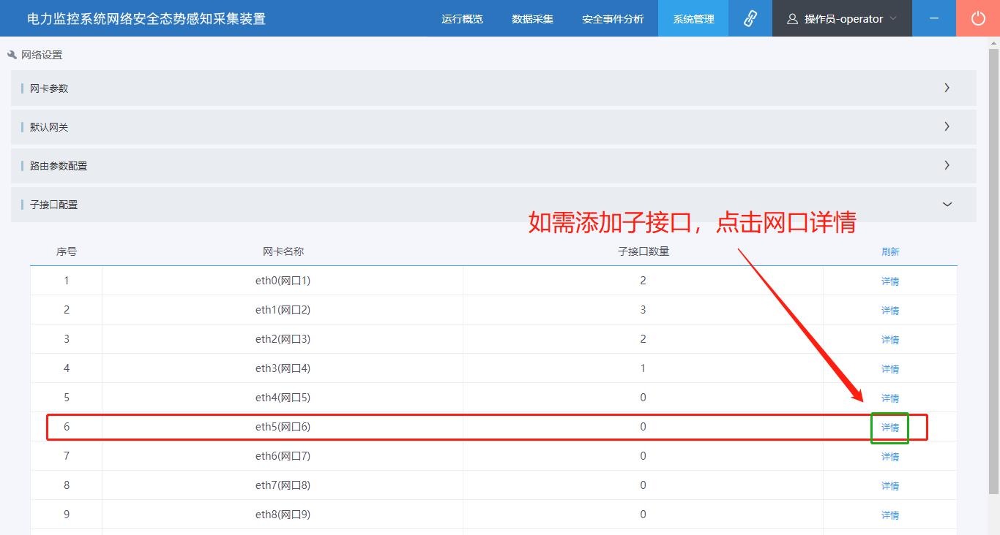 电力监控系统网络安全态势感知采集装置 运行概览 数据采集 安全事件分析 系统管理 操作员-operator
网络设置
网卡参数
默认网关
路由参数配置
子接口配置
如需添加子接口，点击网口详情
序号 网卡名称 子接口数量 刷新
1 eth0(网口1) 2 详情
2 eth1(网口2) 3 详情
3 eth2(网口3) 2 详情
4 eth3(网口4) 1 详情
5 eth4(网口5) 0 详情
6 eth5(网口6) 0 详情
7 eth6(网口7) 0 详情
8 eth7(网口8) 0 详情
9 eth8(网口9) 0 详情